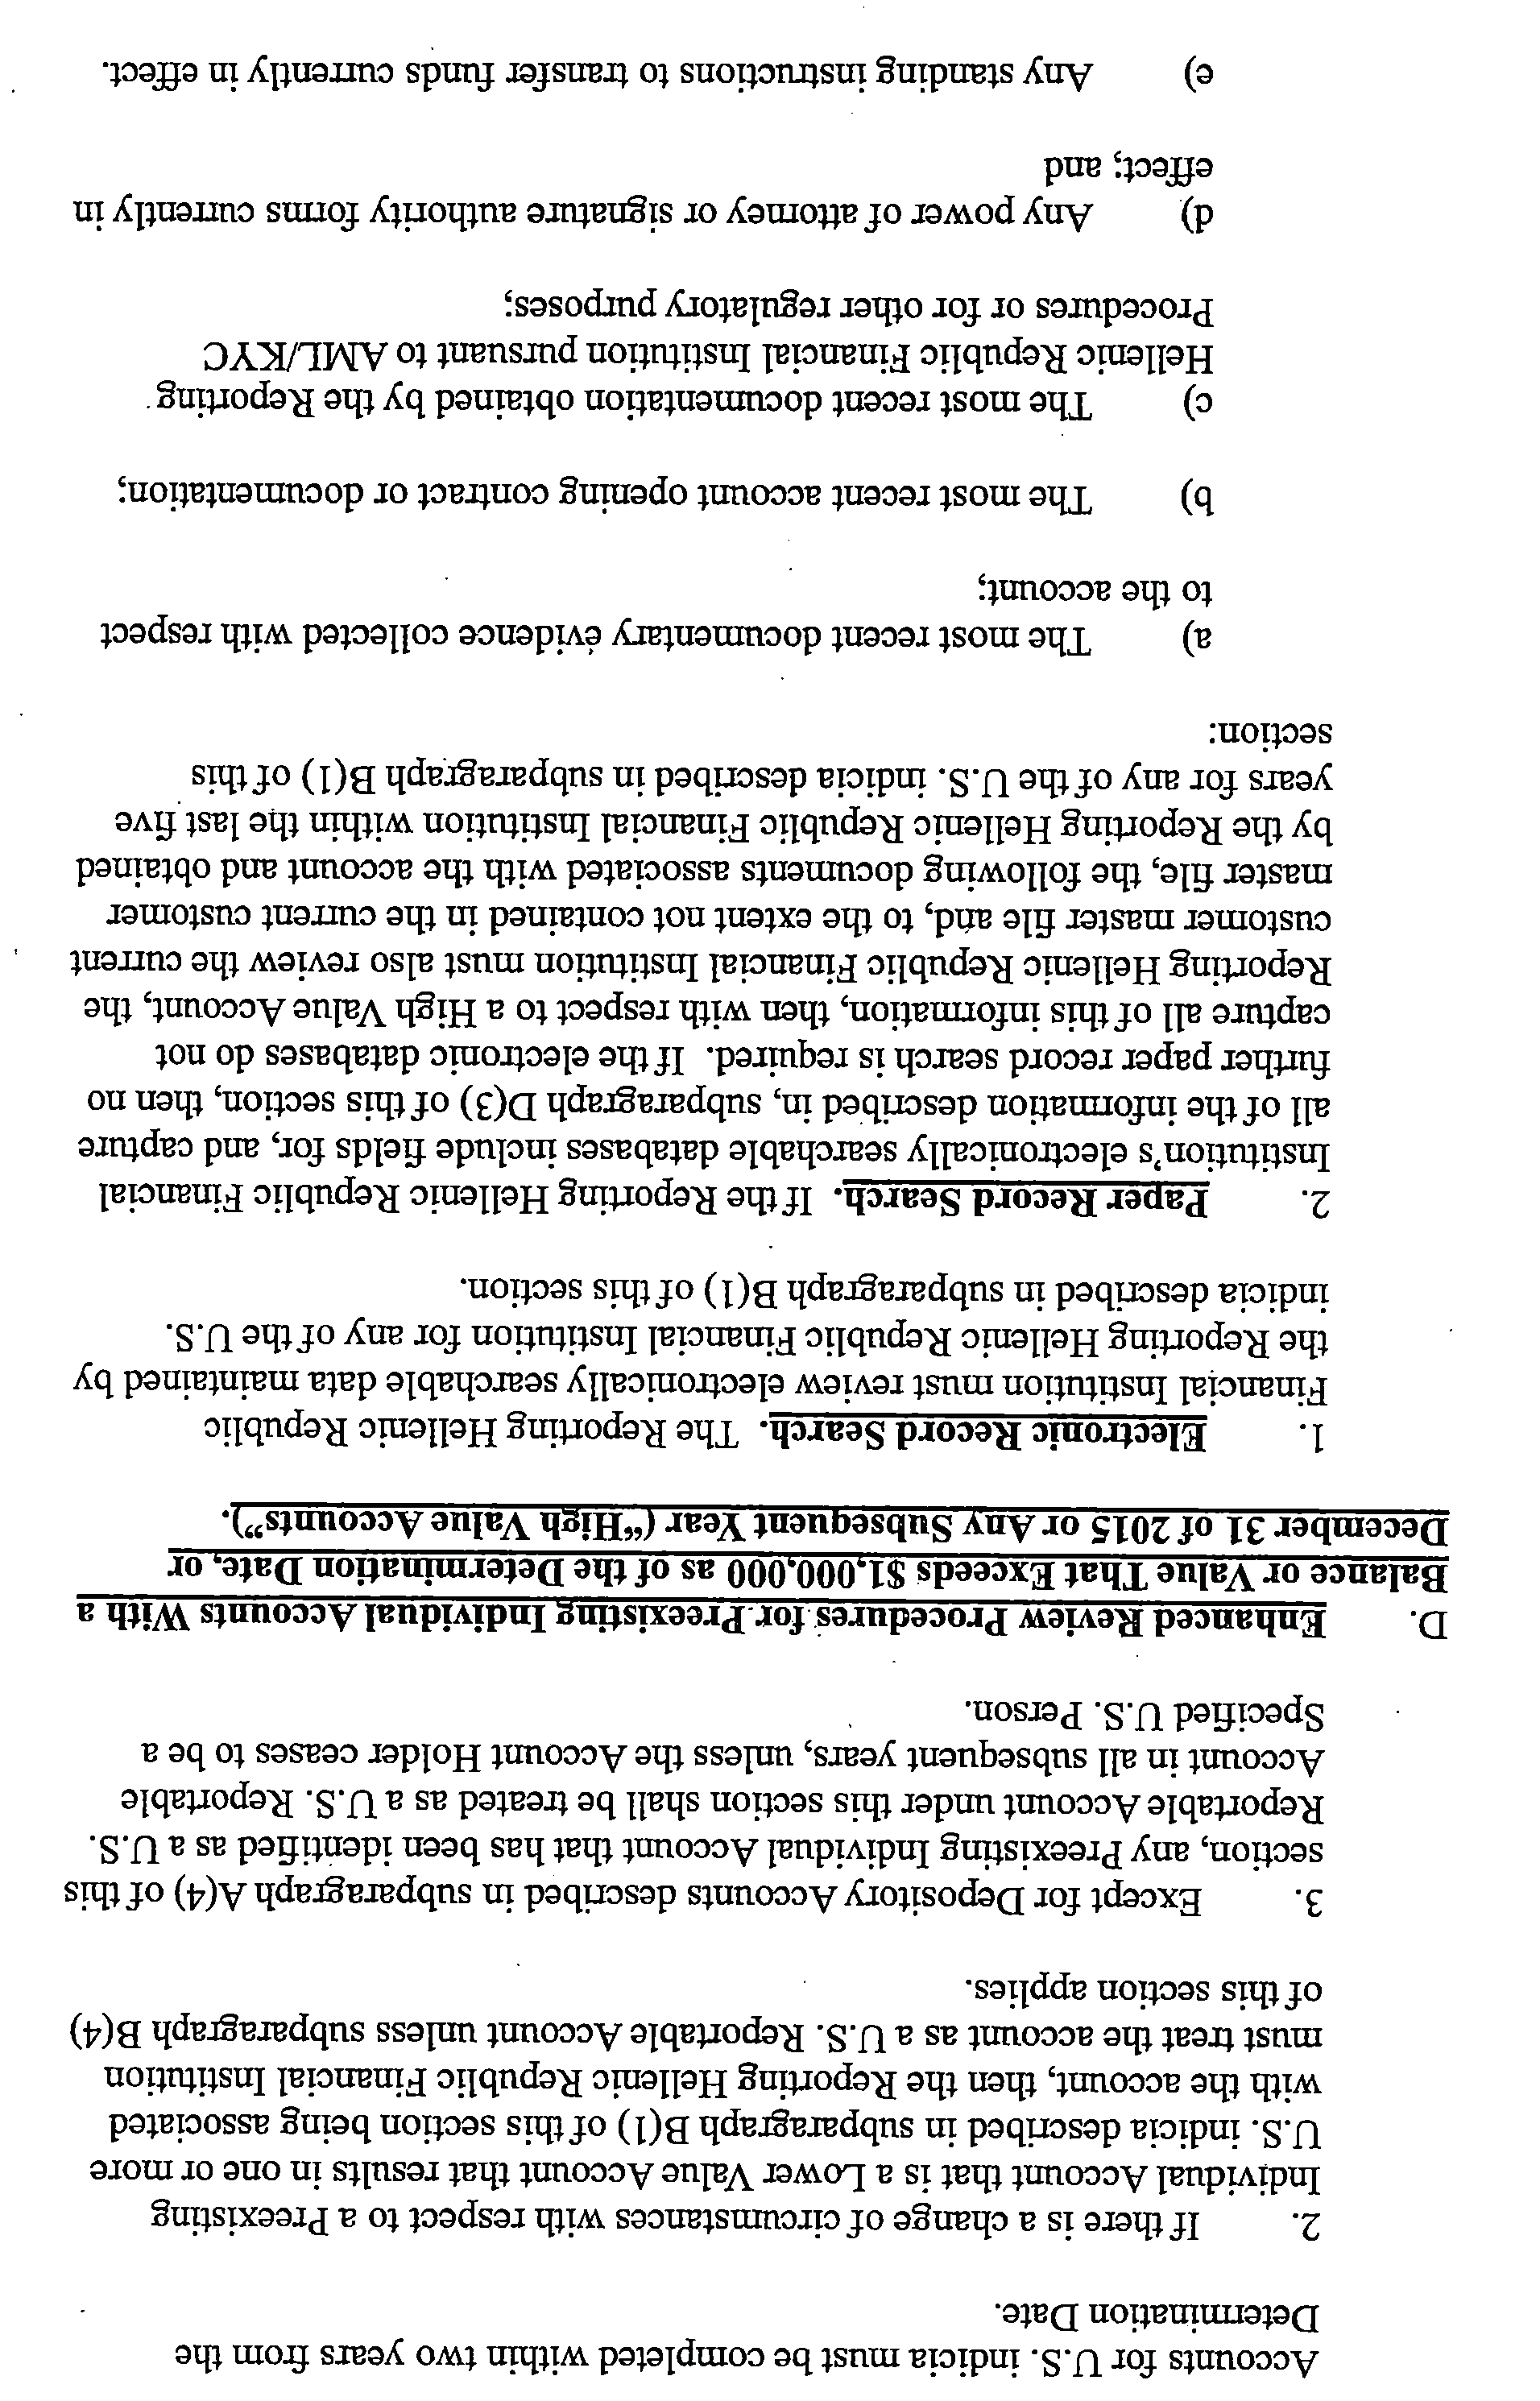 Accounts for U.S. indicia must be completed within two years from the
Determination Date.
2. If there is a change of circumstances with respect to a Preexisting
Individual Account that is a Lower Value Account that results in one or more
U.S. indicia described in subparagraph B(1) of this section being associated
with the account, then the Reporting Hellenic Republic Financial Institution
must treat the account as a U.S. Reportable Account unless subparagraph B(4)
of this section applies.
3. Except for Depository Accounts described in subparagraph A(4) of this
section, any Preexisting Individual Account that has been identified as a U.S.
Reportable Account under this section shall be treated as a U.S. Reportable
Account in all subsequent years, unless the Account Holder ceases to be a
Specified U.S. Person.
D. Enhanced Review Procedures for Preexisting Individual Accounts With a
Balance or Value That Exceeds $1,000,000 as of the Determination Date, or
December 31 of 2015 or Any Subsequent Year (“High Value Accounts”).
1. Electronic Record Search. The Reporting Hellenic Republic
Financial Institution must review electronically searchable data maintained by
the Reporting Hellenic Republic Financial Institution for any of the U.S.
indicia described in subparagraph B(1) of this section.
2. Paper Record Search. If the Reporting Hellenic Republic Financial
Institution’s electronically searchable databases include fields for, and capture
all of the information described in, subparagraph D(3) of this section, then no
further paper record search is required. If the electronic databases do not
capture all of this information, then with respect to a High Value Account, the
Reporting Hellenic Republic Financial Institution must also review the current
customer master file and, to the extent not contained in the current customer
master file, the following documents associated with the account and obtained
by the Reporting Hellenic Republic Financial Institution within the last five
years for any of the U.S. indicia described in subparagraph B(1) of this
section:
a) The most recent documentary evidence collected with respect
to the account;
b) The most recent account opening contract or documentation;
c) The most recent documentation obtained by the Reporting
Hellenic Republic Financial Institution pursuant to AML/KYC
Procedures or for other regulatory purposes;
d) Any power of attorney or signature authority forms currently in
effect; and
e) Any standing instructions to transfer funds currently in effect.